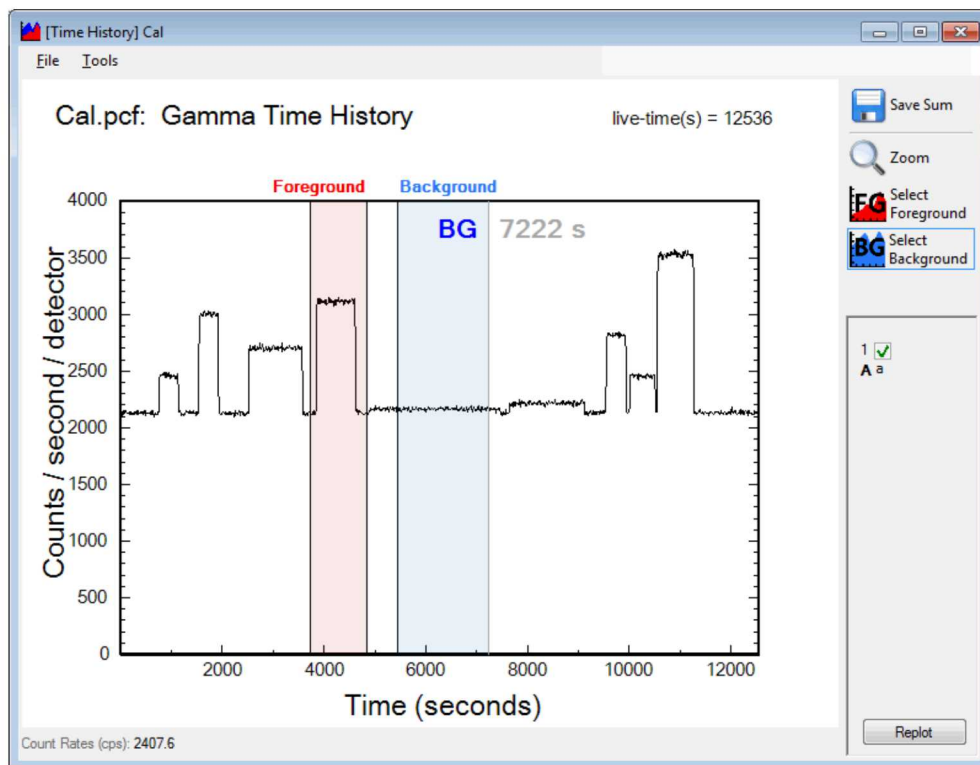 [Time History] Cal
File Tools
Cal.pcf: Gamma Time History
live-time(s) = 12536
Save Sum
Zoom
FG
Select
Foreground
BG
Select
Background
Foreground Background
BG 7222 s
4000
3500
3000
2500
2000
1500
1000
500
0
Counts / second / detector
2000 4000 6000 8000 10000 12000
Time (seconds)
1
A a
Replot
Count Rates (cps): 2407.6